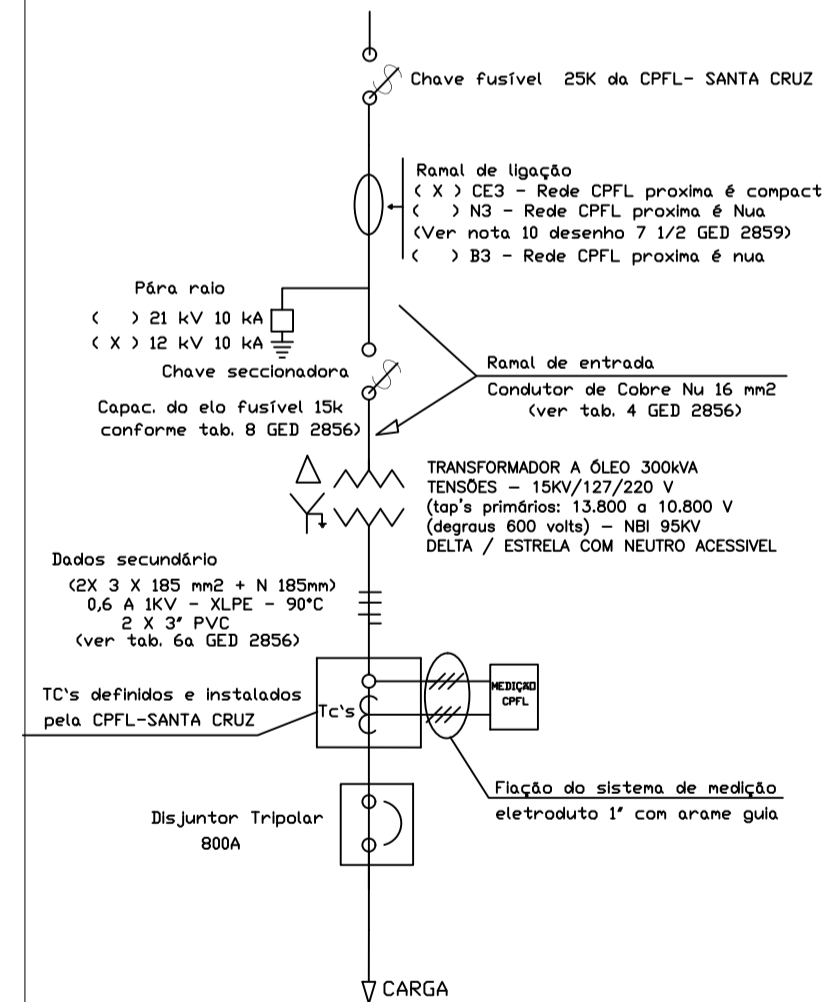 Chave fusível 25K da CPFL- SANTA CRUZ
Ramal de ligação
( X ) CE3 - Rede CPFL proxima é compact
( ) N3 - Rede CPFL proxima é Nua
(Ver nota 10 desenho 7 1/2 GED 2859)
( ) B3 - Rede CPFL proxima é nua
Pára raio
( ) 21 kV 10 kA
( X ) 12 kV 10 kA
Chave seccionadora
Capac. do elo fusível 15k
conforme tab. 8 GED 2856)
Ramal de entrada
Condutor de Cobre Nu 16 mm2
(ver tab. 4 GED 2856)
TRANSFORMADOR A ÓLEO 300kVA
TENSÕES - 15KV/127/220 V
(tap's primários: 13.800 a 10.800 V
(degraus 600 volts) - NBI 95KV
DELTA / ESTRELA COM NEUTRO ACESSIVEL
Dados secundário
(2X 3 X 185 mm2 + N 185mm)
0,6 A 1KV - XLPE - 90°C
2 X 3" PVC
(ver tab. 6a GED 2856)
TC's definidos e instalados
pela CPFL-SANTA CRUZ
Tc's
MEDIÇÃO
CPFL
Fiação do sistema de medição
eletroduto 1" com arame guia
Disjuntor Tripolar
800A
CARGA